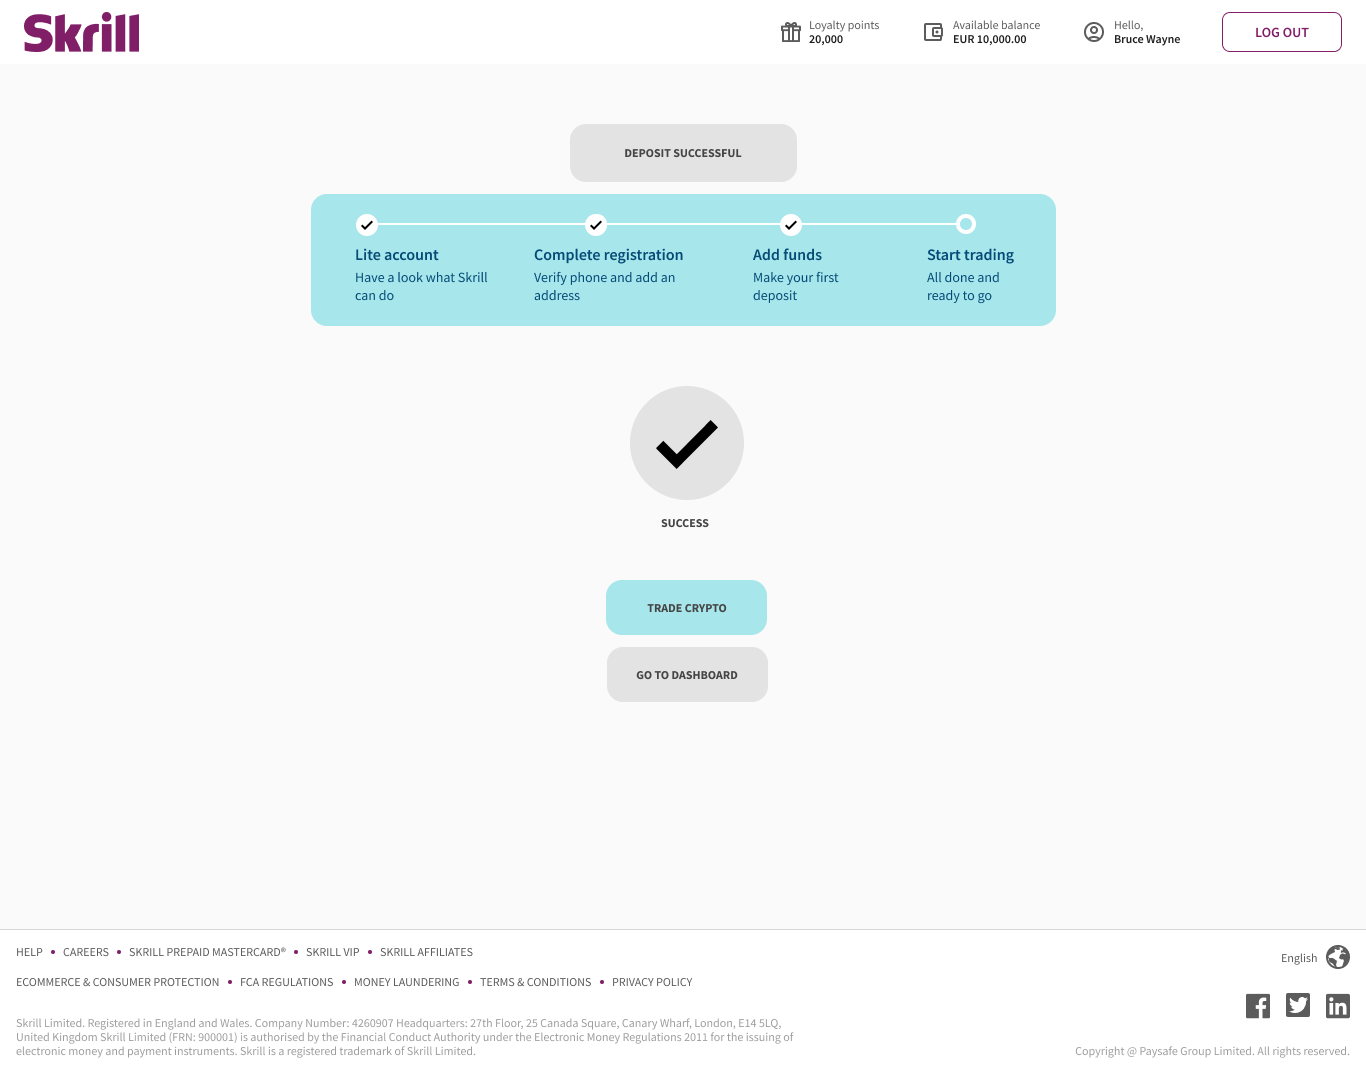 Skrill
Loyalty points
20,000
Available balance
EUR 10,000.00
Hello,
Bruce Wayne
LOG OUT
DEPOSIT SUCCESSFUL
Lite account
Have a look what Skrill
can do
Complete registration
Verify phone and add an
address
Add funds
Make your first
deposit
Start trading
All done and
ready to go
SUCCESS
TRADE CRYPTO
GO TO DASHBOARD
HELP • CAREERS • SKRILL PREPAID MASTERCARD® • SKRILL VIP • SKRILL AFFILIATES
English
ECOMMERCE & CONSUMER PROTECTION • FCA REGULATIONS • MONEY LAUNDERING • TERMS & CONDITIONS • PRIVACY POLICY
Skrill Limited. Registered in England and Wales. Company Number: 4260907 Headquarters: 27th Floor, 25 Canada Square, Canary Wharf, London, E14 5LQ,
United Kingdom Skrill Limited (FRN: 900001) is authorised by the Financial Conduct Authority under the Electronic Money Regulations 2011 for the issuing of
electronic money and payment instruments. Skrill is a registered trademark of Skrill Limited.
Copyright @ Paysafe Group Limited. All rights reserved.